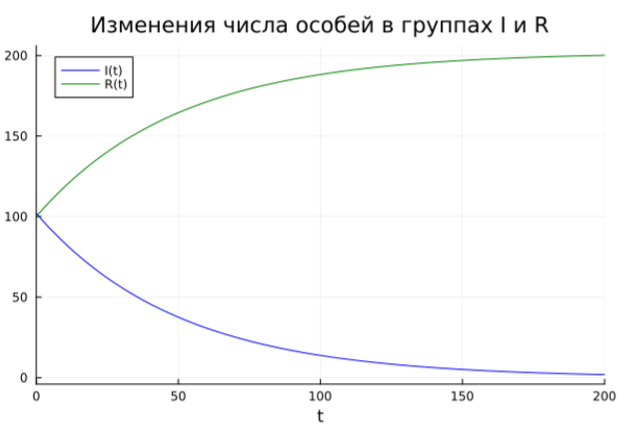 Изменения числа особей в группах I и R
I(t)
R(t)
200
150
100
50
0
0 50 100 150 200
t